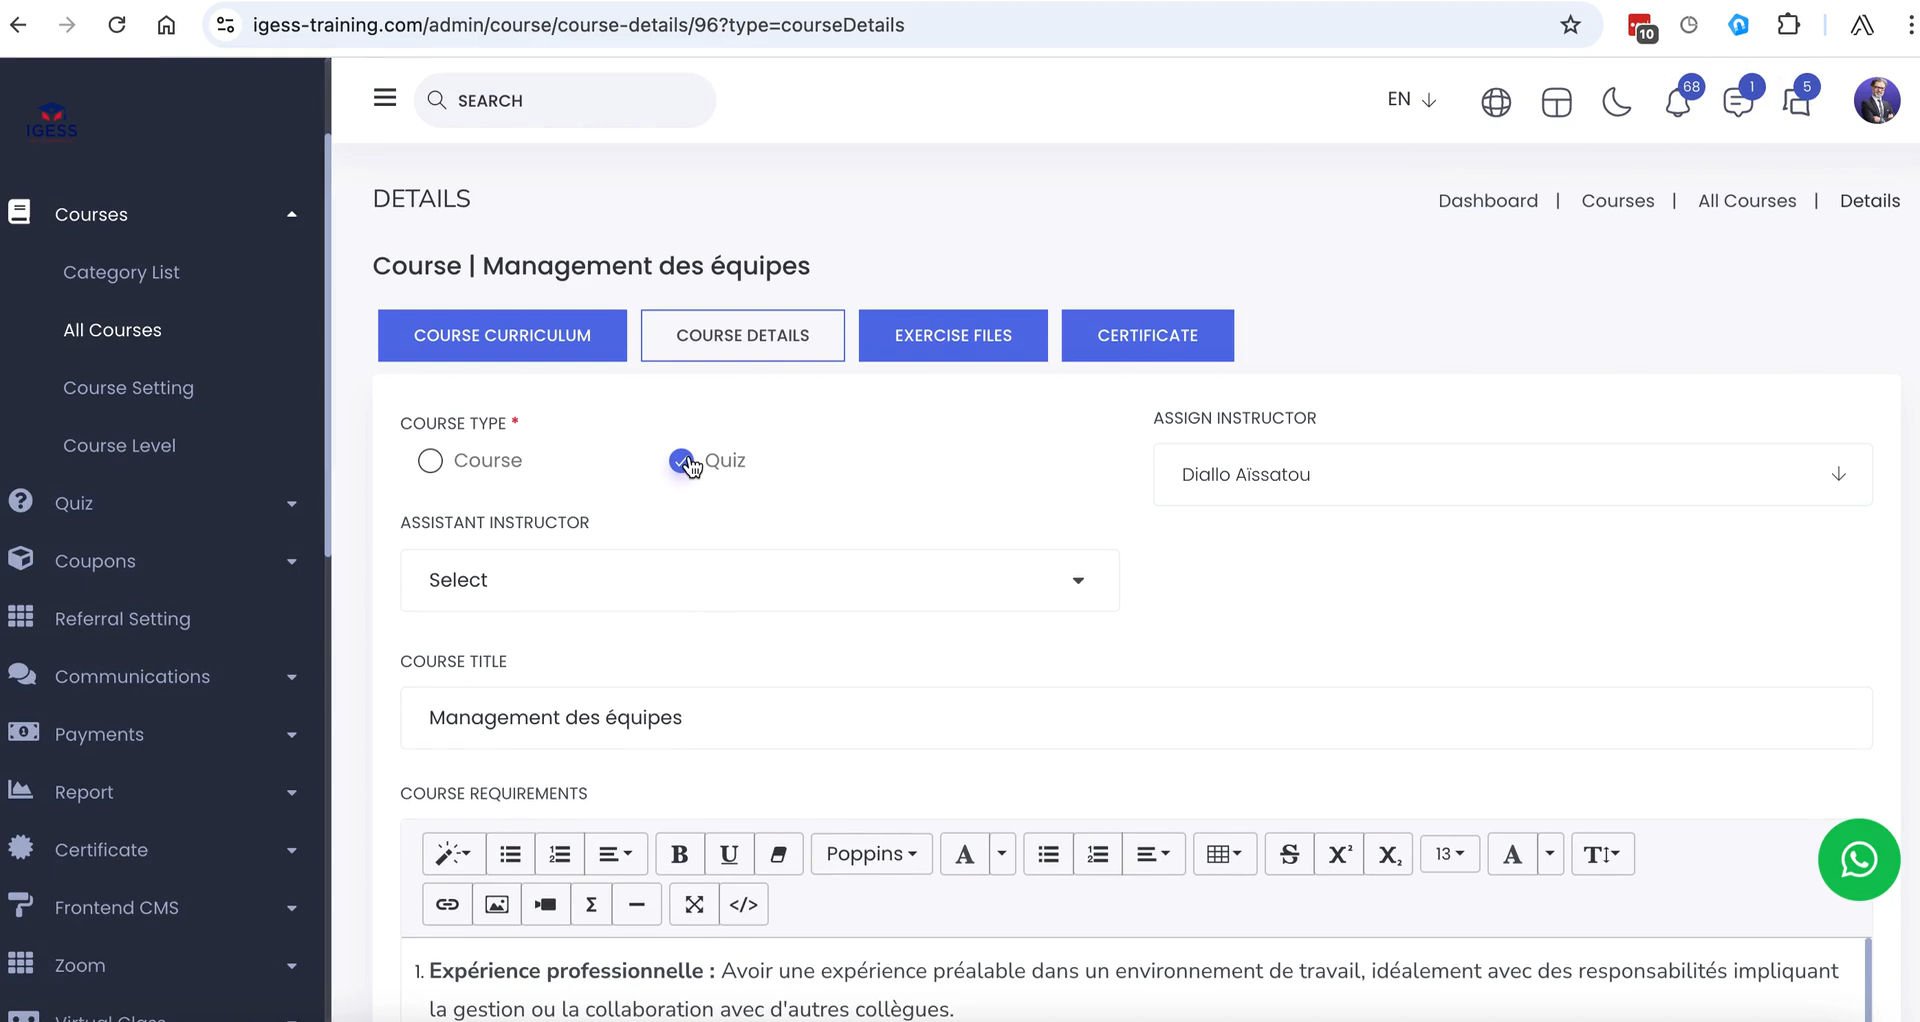 igess-training.com/admin/course/course-details/96?type=courseDetails
10
IGESS
SEARCH
EN
68
1
5
Courses
Category List
All Courses
Course Setting
Course Level
Quiz
Coupons
Referral Setting
Communications
Payments
Report
Certificate
Frontend CMS
Zoom
Virtual Class
DETAILS
Dashboard | Courses | All Courses | Details
Course | Management des équipes
COURSE CURRICULUM
COURSE DETAILS
EXERCISE FILES
CERTIFICATE
COURSE TYPE *
Course
Quiz
ASSIGN INSTRUCTOR
Diallo Aïssatou
ASSISTANT INSTRUCTOR
Select
COURSE TITLE
Management des équipes
COURSE REQUIREMENTS
B U Poppins A S X² X₂ 13 A T
Σ </>
1. Expérience professionnelle : Avoir une expérience préalable dans un environnement de travail, idéalement avec des responsabilités impliquant
la gestion ou la collaboration avec d'autres collègues.